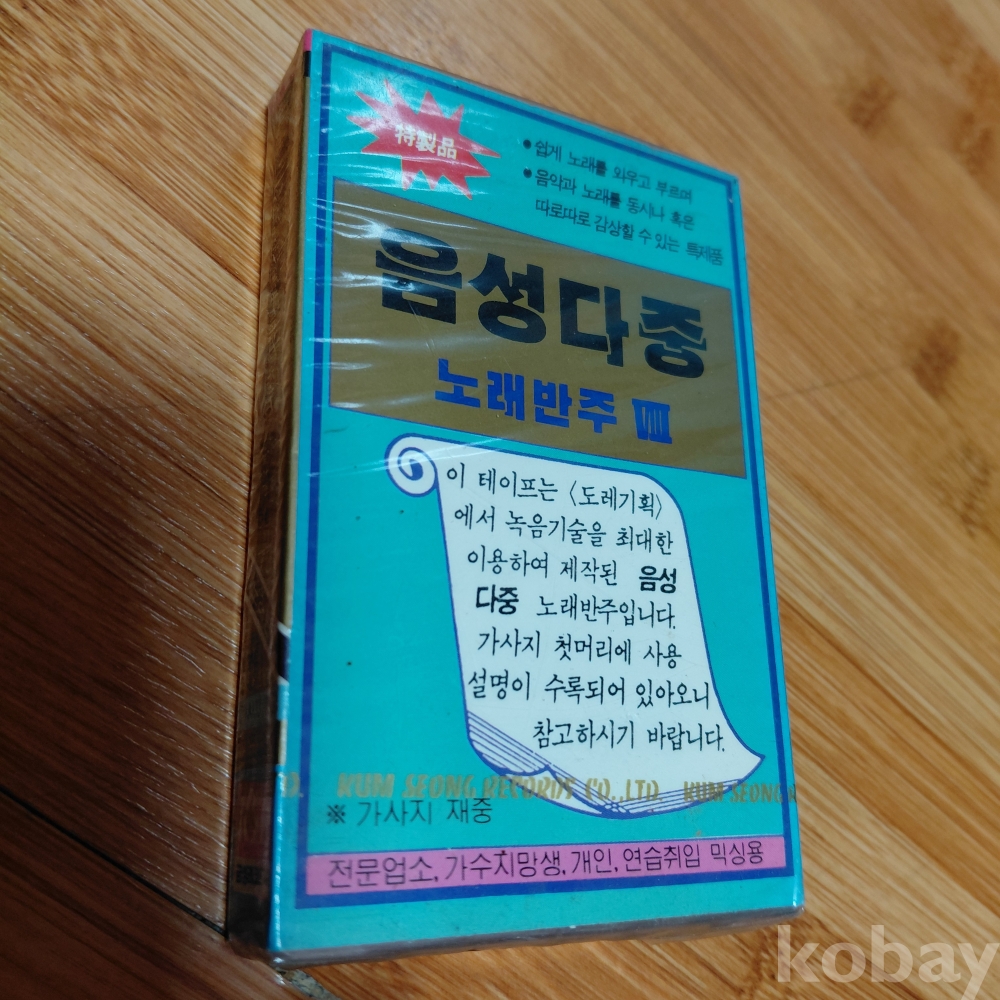 特製品
•쉽게 노래를 외우고 부르며
•음악과 노래를 동시나 혹은
따로따로 감상할 수 있는 특제품
음성다중
노래반주 Ⅷ
이 테이프는 〈도레기획〉
에서 녹음기술을 최대한
이용하여 제작된 음성
다중 노래반주입니다.
가사지 첫머리에 사용
설명이 수록되어 있아오니
참고하시기 바랍니다.
D. KUM SEONG RECORDS CO.,LTD. KUM SEONG
※ 가사지 재중
전문업소, 가수지망생, 개인, 연습취입 믹싱용
kobay